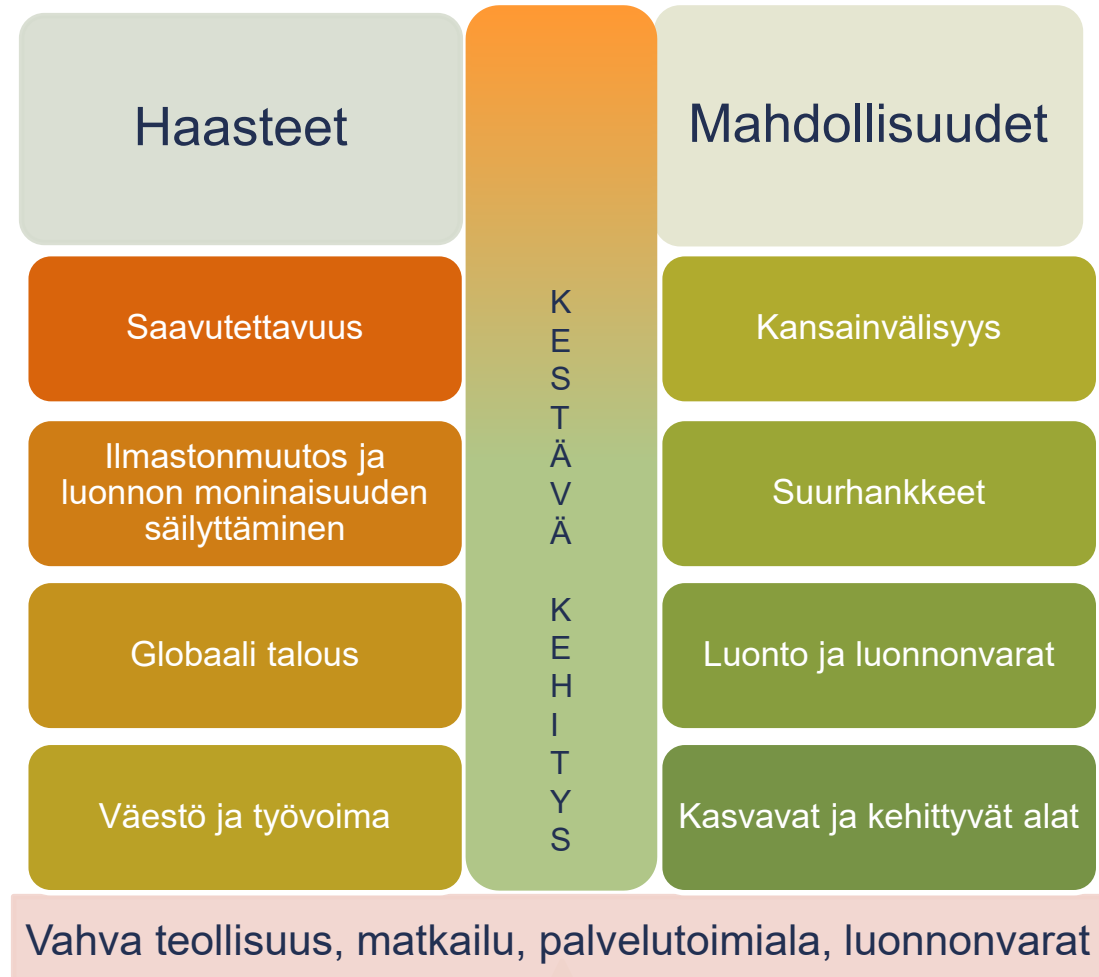 Haasteet
Saavutettavuus
Ilmastonmuutos ja
luonnon moninaisuuden
säilyttäminen
Globaali talous
Väestö ja työvoima
KESTÄVÄ KEHITYS
Mahdollisuudet
Kansainvälisyys
Suurhankkeet
Luonto ja luonnonvarat
Kasvavat ja kehittyvät alat
Vahva teollisuus, matkailu, palvelutoimiala, luonnonvarat